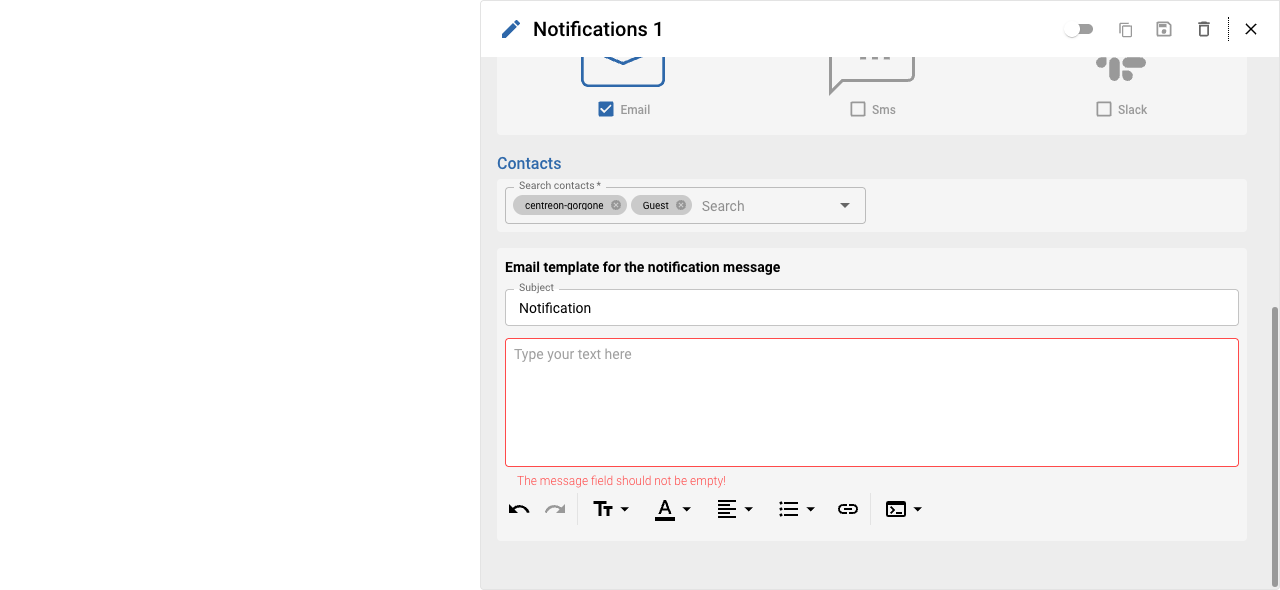 Notifications 1
Email
Sms
Slack
Contacts
Search contacts *
centreon-gorgone
Guest
Search
Email template for the notification message
Subject
Notification
Type your text here
The message field should not be empty!